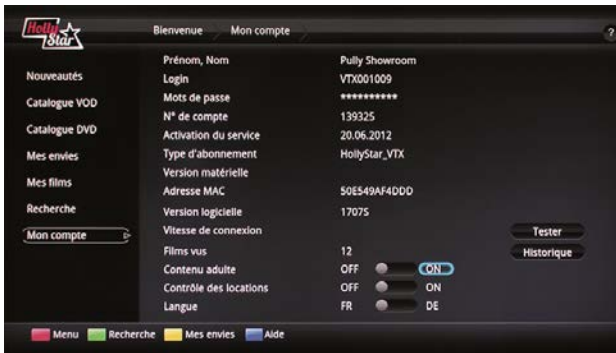 Holly Star
Bienvenue Mon compte
?
Nouveautés
Catalogue VOD
Catalogue DVD
Mes envies
Mes films
Recherche
Mon compte
Prénom, Nom Pully Showroom
Login VTX001009
Mots de passe **********
N° de compte 139325
Activation du service 20.06.2012
Type d'abonnement HollyStar_VTX
Version matérielle
Adresse MAC 50E549AF4DDD
Version logicielle 17075
Vitesse de connexion Tester
Films vus 12 Historique
Contenu adulte OFF ON
Contrôle des locations OFF ON
Langue FR DE
Menu Recherche Mes envies Aide